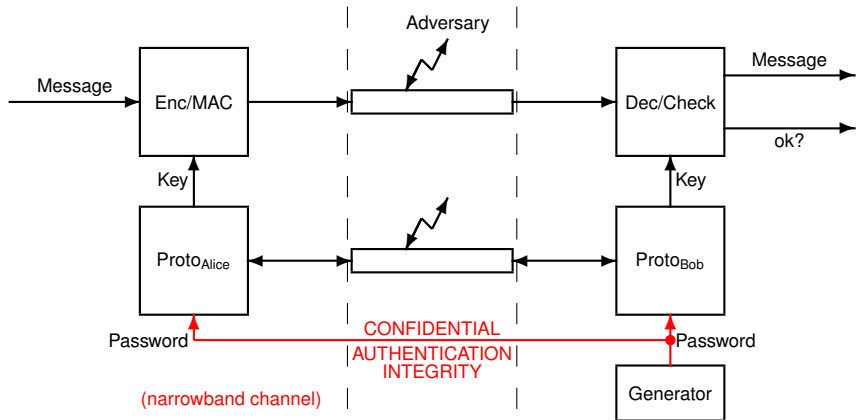 Adversary
Message
Enc/MAC
Dec/Check
Message
ok?
Key
Key
ProtoAlice
ProtoBob
Password
CONFIDENTIAL
Password
AUTHENTICATION
INTEGRITY
(narrowband channel)
Generator